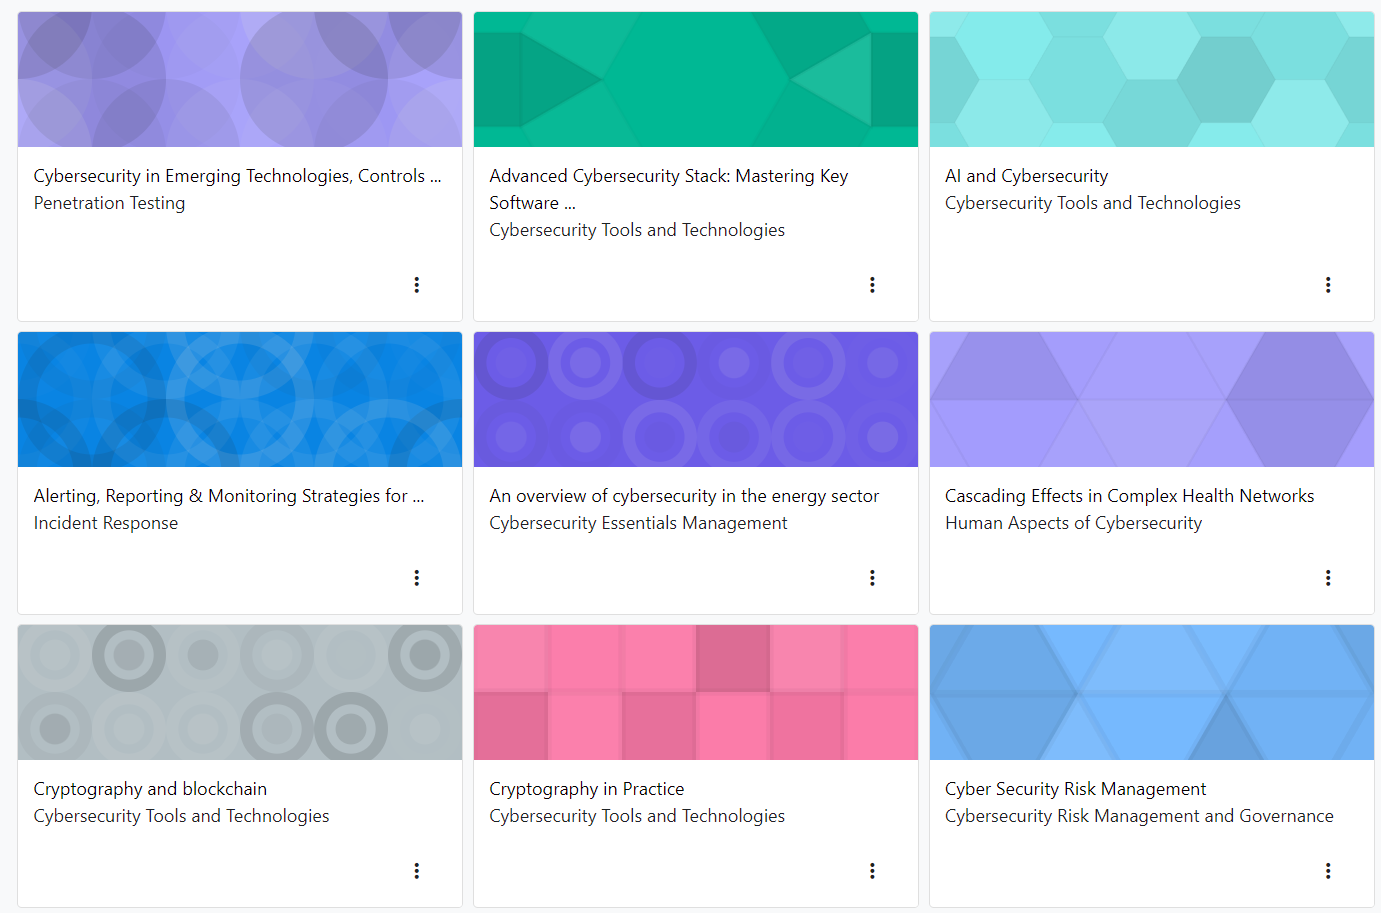 Cybersecurity in Emerging Technologies, Controls ...
Penetration Testing
Advanced Cybersecurity Stack: Mastering Key
Software ...
Cybersecurity Tools and Technologies
AI and Cybersecurity
Cybersecurity Tools and Technologies
Alerting, Reporting & Monitoring Strategies for ...
Incident Response
An overview of cybersecurity in the energy sector
Cybersecurity Essentials Management
Cascading Effects in Complex Health Networks
Human Aspects of Cybersecurity
Cryptography and blockchain
Cybersecurity Tools and Technologies
Cryptography in Practice
Cybersecurity Tools and Technologies
Cyber Security Risk Management
Cybersecurity Risk Management and Governance